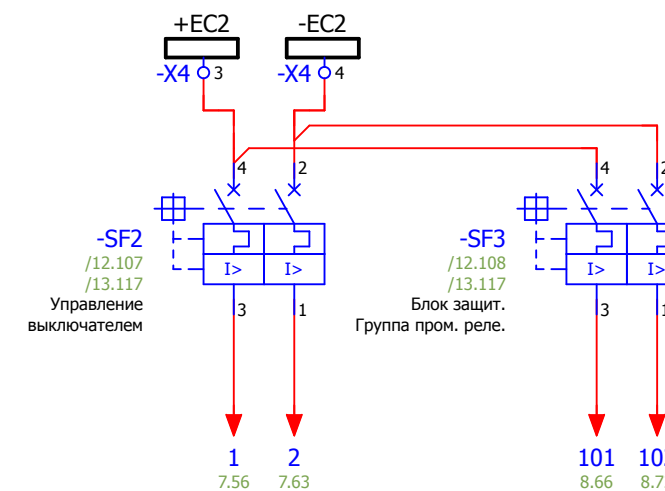 +EC2 -EC2
-X4 3 -X4 4
4 2 4 2
-SF2 -SF3
/12.107 /12.108
/13.117 /13.117
I> I> I> I>
Управление Блок защит.
выключателем Группа пром. реле.
3 1 3 1
1 2 101
7.56 7.63 8.66